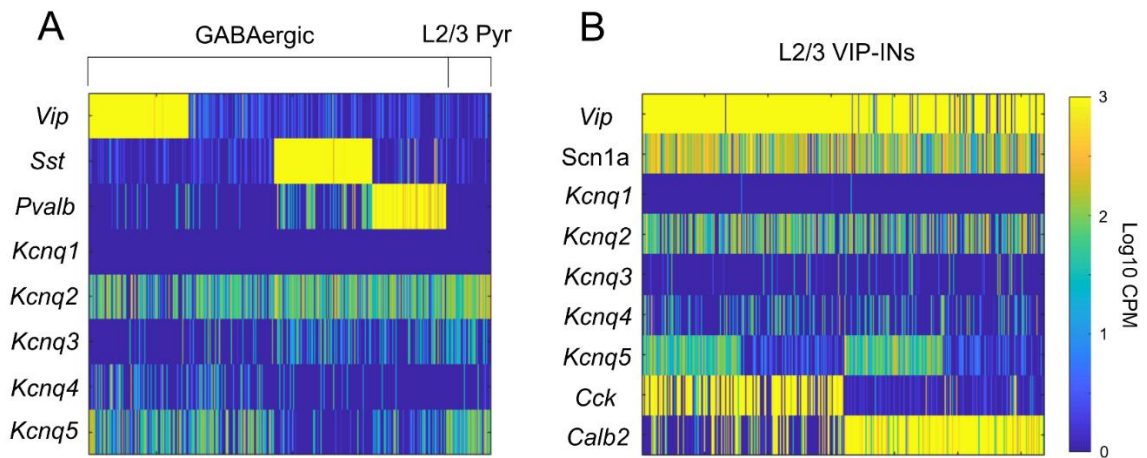 A
GABAergic
L2/3 Pyr
Vip
Sst
Pvalb
Kcnq1
Kcnq2
Kcnq3
Kcnq4
Kcnq5
B
L2/3 VIP-INs
Vip
Scn1a
Kcnq1
Kcnq2
Kcnq3
Kcnq4
Kcnq5
Cck
Calb2
3
2
1
0
Log10 CPM